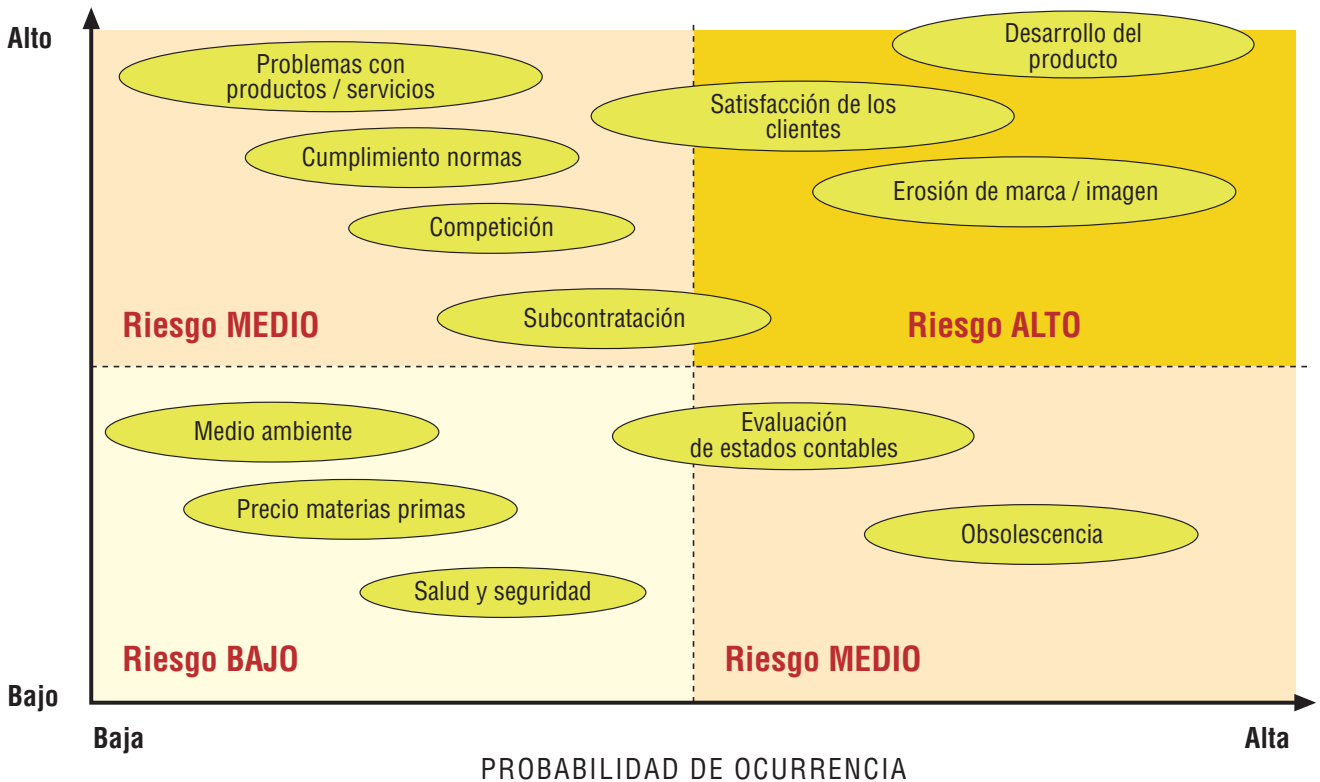 Alto
Problemas con
productos / servicios
Desarrollo del
producto
Satisfacción de los
clientes
Cumplimiento normas
Erosión de marca / imagen
Competición
Subcontratación
Riesgo MEDIO
Riesgo ALTO
Medio ambiente
Evaluación
de estados contables
Precio materias primas
Obsolescencia
Salud y seguridad
Riesgo BAJO
Riesgo MEDIO
Bajo
Baja
Alta
PROBABILIDAD DE OCURRENCIA